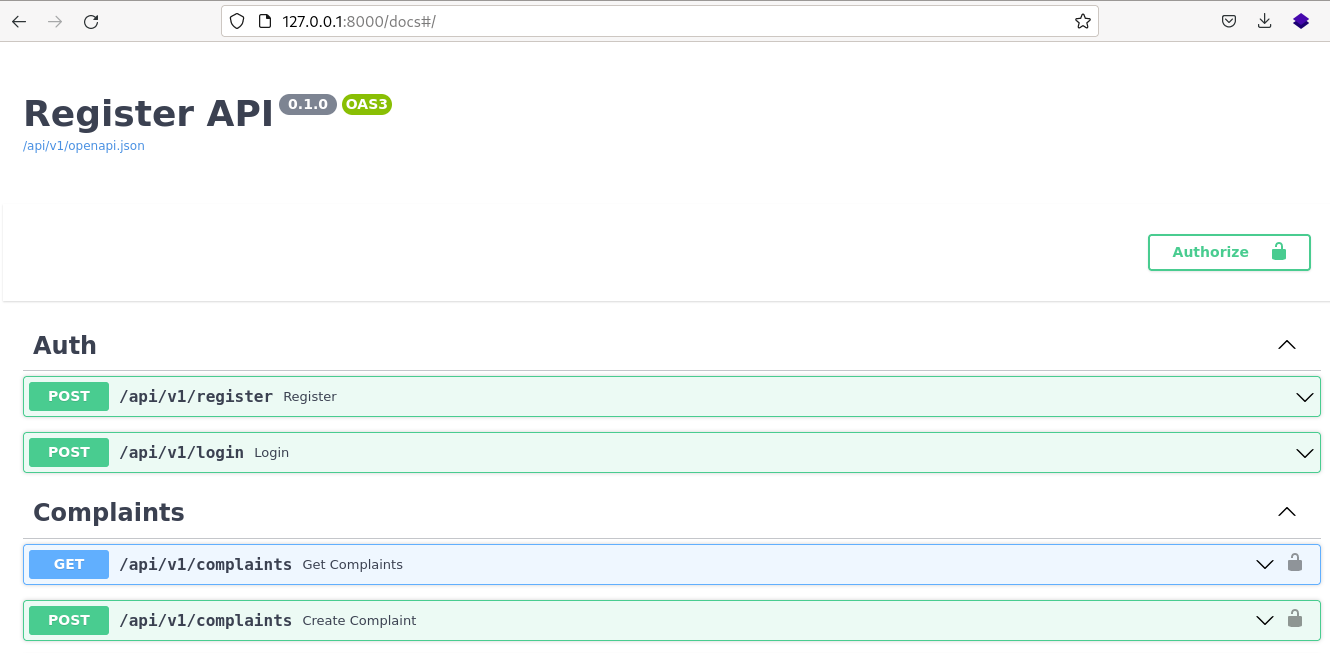 127.0.0.1:8000/docs#/
Register API 0.1.0 OAS3
/api/v1/openapi.json
Authorize
Auth
POST /api/v1/register Register
POST /api/v1/login Login
Complaints
GET /api/v1/complaints Get Complaints
POST /api/v1/complaints Create Complaint